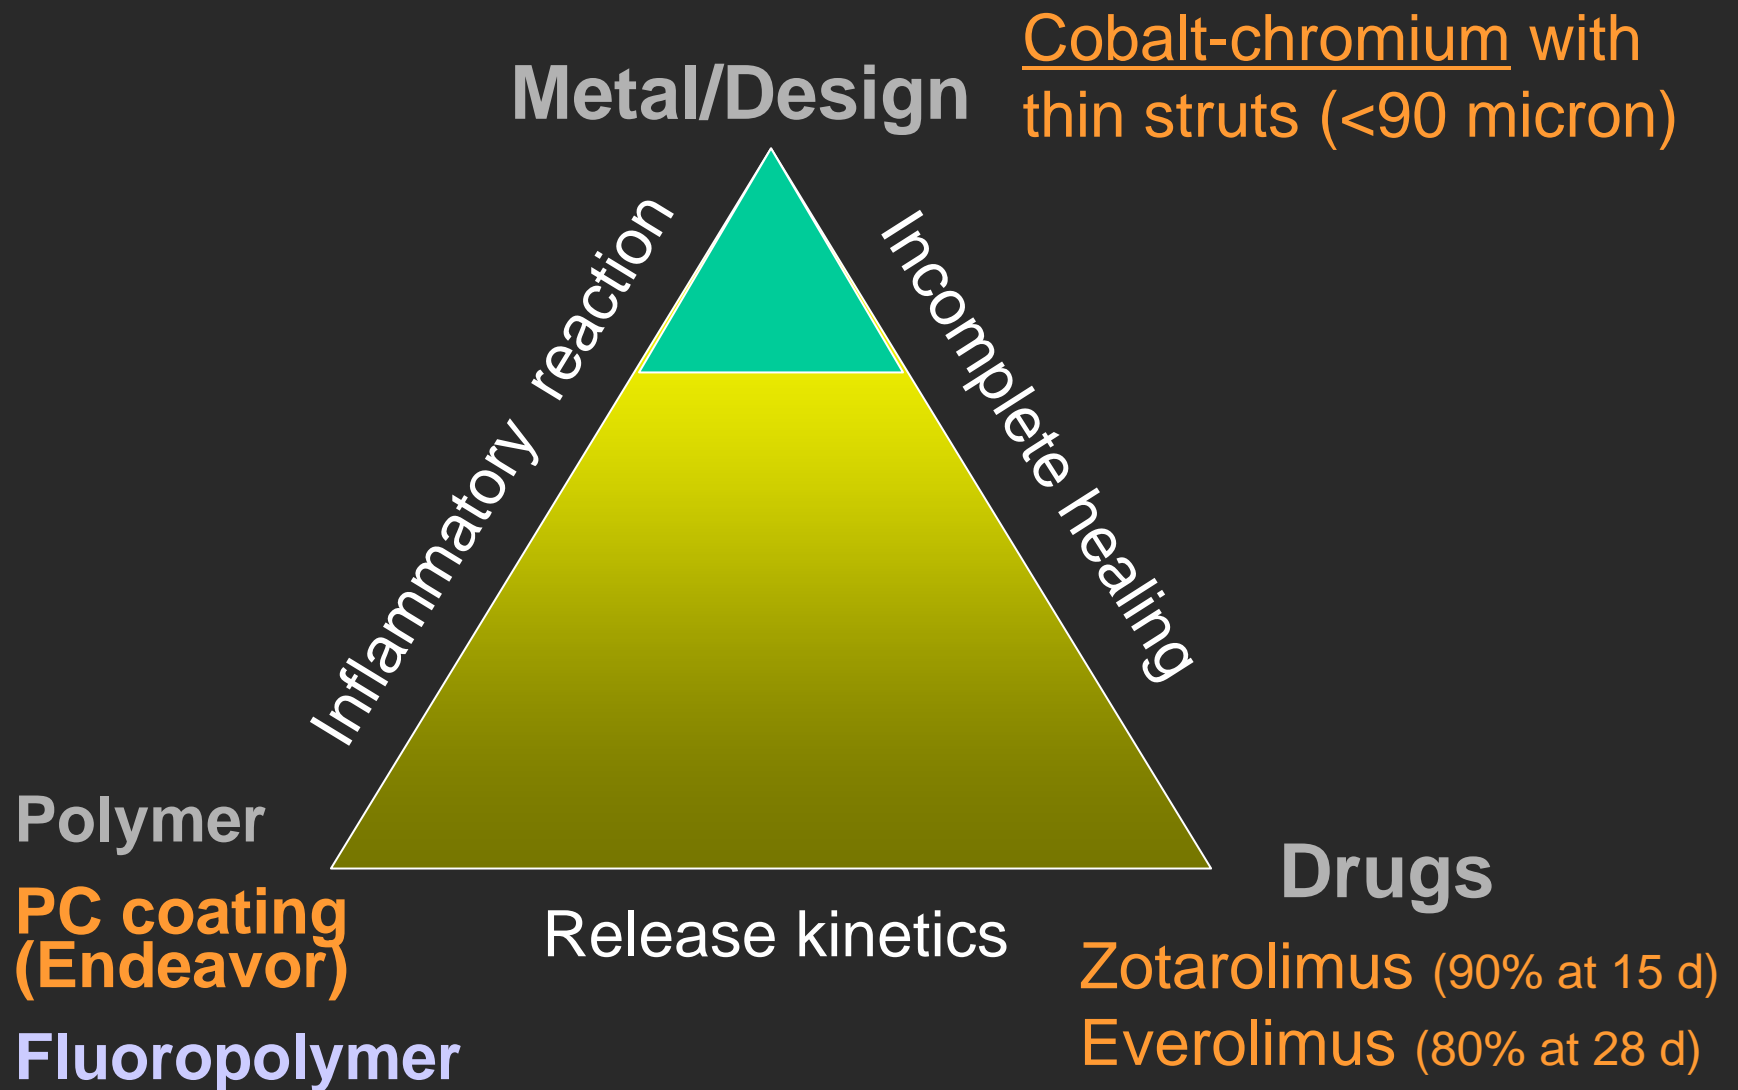 Metal/Design
Cobalt-chromium with
thin struts (<90 micron)
Inflammatory reaction
Incomplete healing
Polymer
PC coating
(Endeavor)
Fluoropolymer
Release kinetics
Drugs
Zotarolimus (90% at 15 d)
Everolimus (80% at 28 d)